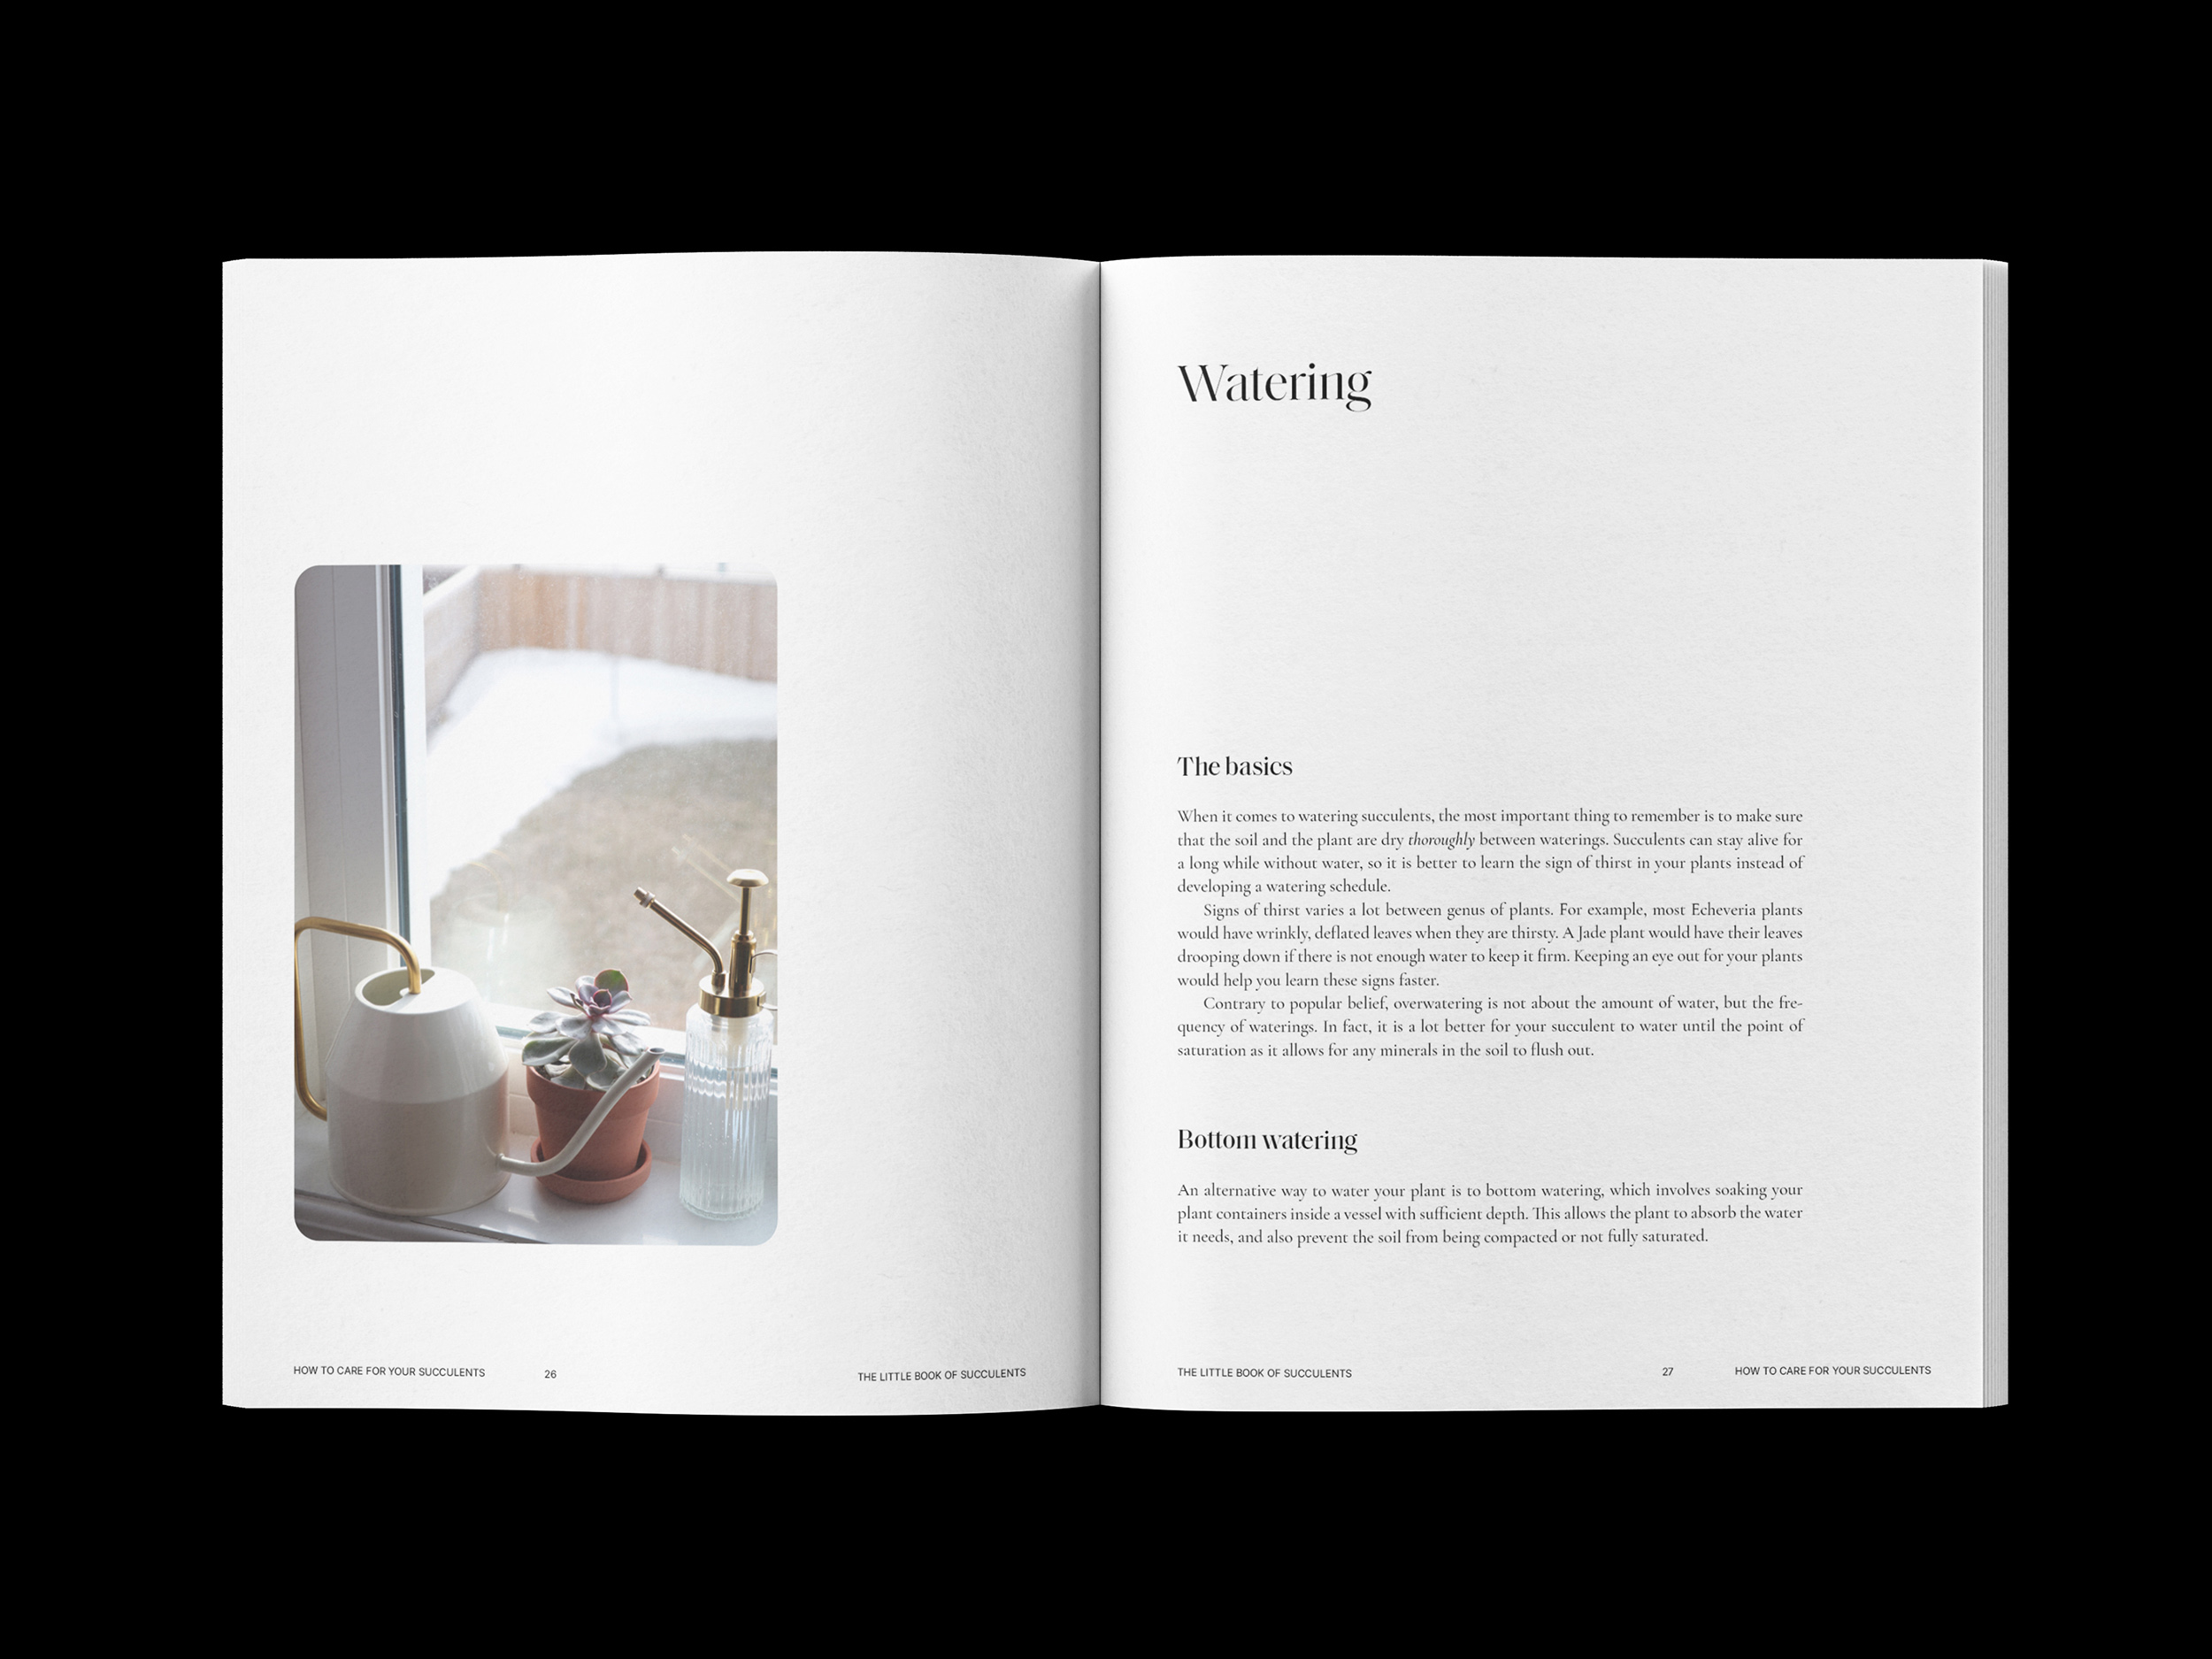 HOW TO CARE FOR YOUR SUCCULENTS
26
THE LITTLE BOOK OF SUCCULENTS
Watering
The basics
When it comes to watering succulents, the most important thing to remember is to make sure
that the soil and the plant are dry thoroughly between waterings. Succulents can stay alive for
a long while without water, so it is better to learn the sign of thirst in your plants instead of
developing a watering schedule.
Signs of thirst varies a lot between genus of plants. For example, most Echeveria plants
would have wrinkly, deflated leaves when they are thirsty. A Jade plant would have their leaves
drooping down if there is not enough water to keep it firm. Keeping an eye out for your plants
would help you learn these signs faster.
Contrary to popular belief, overwatering is not about the amount of water, but the fre-
quency of waterings. In fact, it is a lot better for your succulent to water until the point of
saturation as it allows for any minerals in the soil to flush out.
Bottom watering
An alternative way to water your plant is to bottom watering, which involves soaking your
plant containers inside a vessel with sufficient depth. This allows the plant to absorb the water
it needs, and also prevent the soil from being compacted or not fully saturated.
THE LITTLE BOOK OF SUCCULENTS
27
HOW TO CARE FOR YOUR SUCCULENTS